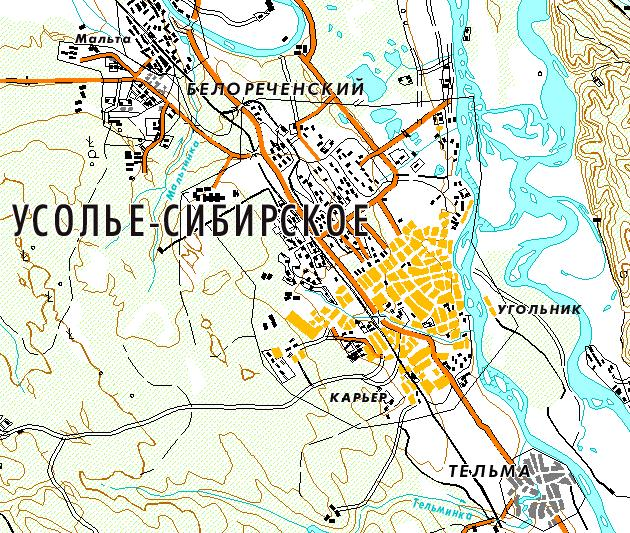 Мальта
БЕЛОРЕЧЕНСКИЙ
Мальтинка
УСОЛЬЕ-СИБИРСКОЕ
УГОЛЬНИК
КАРЬЕР
ТЕЛЬМА
Тельминка